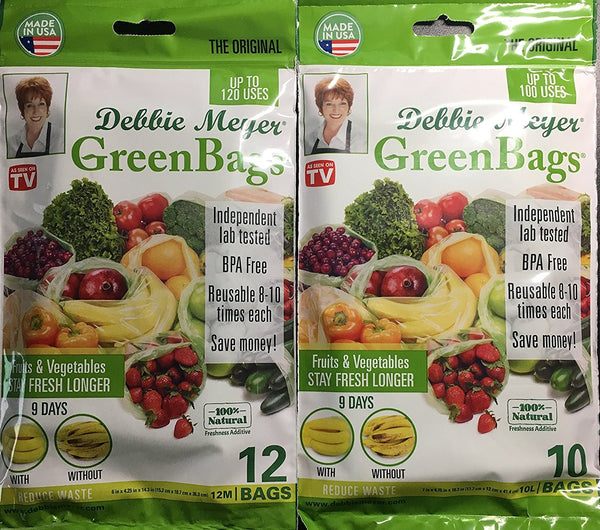 MADE IN USA
THE ORIGINAL
UP TO
120 USES
Debbie Meyer®
GreenBags®
AS SEEN ON
TV
Independent
lab tested
BPA Free
Reusable 8-10
times each
Save money!
Fruits & Vegetables
STAY FRESH LONGER
9 DAYS
WITH
WITHOUT
100%
Natural
Freshness Additive
12
12M | BAGS
REDUCE WASTE
MADE IN USA
THE ORIGINAL
UP TO
100 USES
Debbie Meyer®
GreenBags®
AS SEEN ON
TV
Independent
lab tested
BPA Free
Reusable 8-10
times each
Save money!
Fruits & Vegetables
STAY FRESH LONGER
9 DAYS
WITH
WITHOUT
100%
Natural
Freshness Additive
10
10L | BAGS
REDUCE WASTE